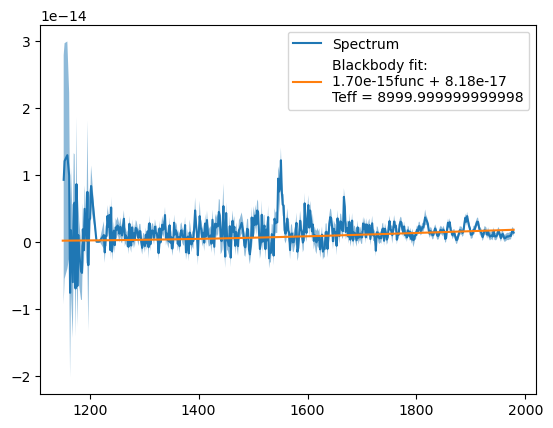 1e−14
3
2
1
0
−1
−2
1200
1400
1600
1800
2000
Spectrum
Blackbody fit:
1.70e-15func + 8.18e-17
Teff = 8999.999999999998